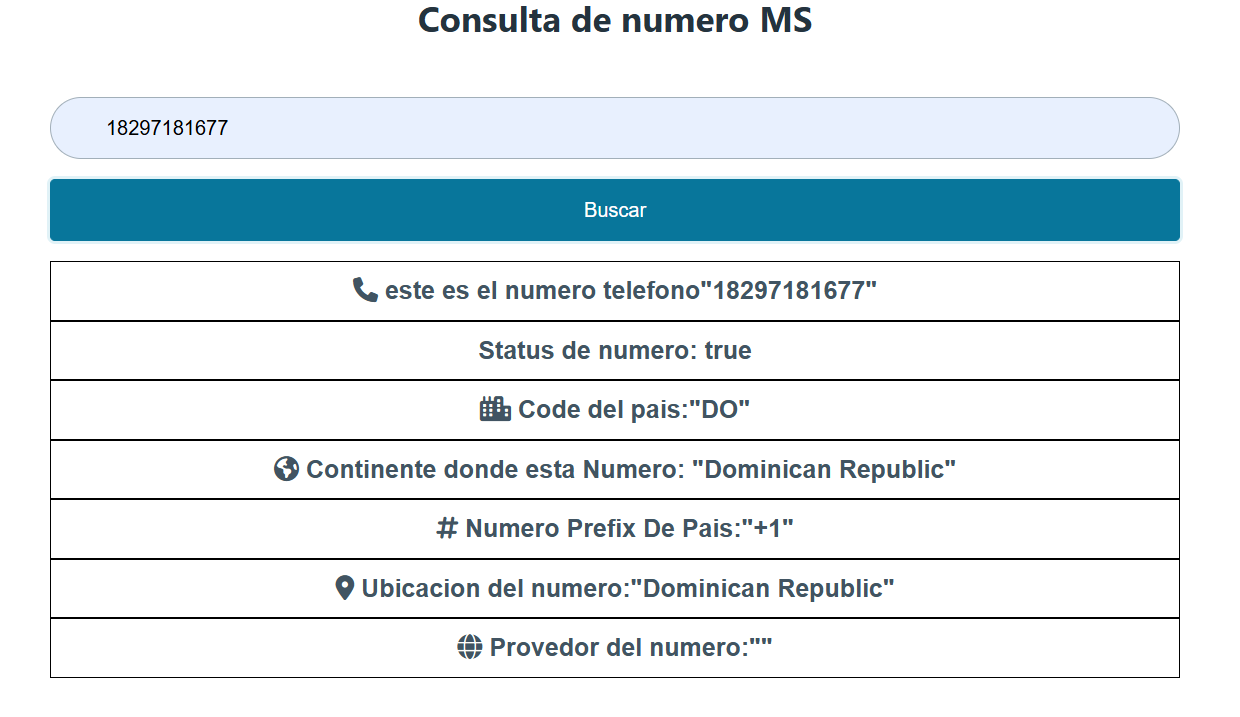 Consulta de numero MS
18297181677
Buscar
este es el numero telefono"18297181677"
Status de numero: true
Code del pais:"DO"
Continente donde esta Numero: "Dominican Republic"
Numero Prefix De Pais:"+1"
Ubicacion del numero:"Dominican Republic"
Provedor del numero:""